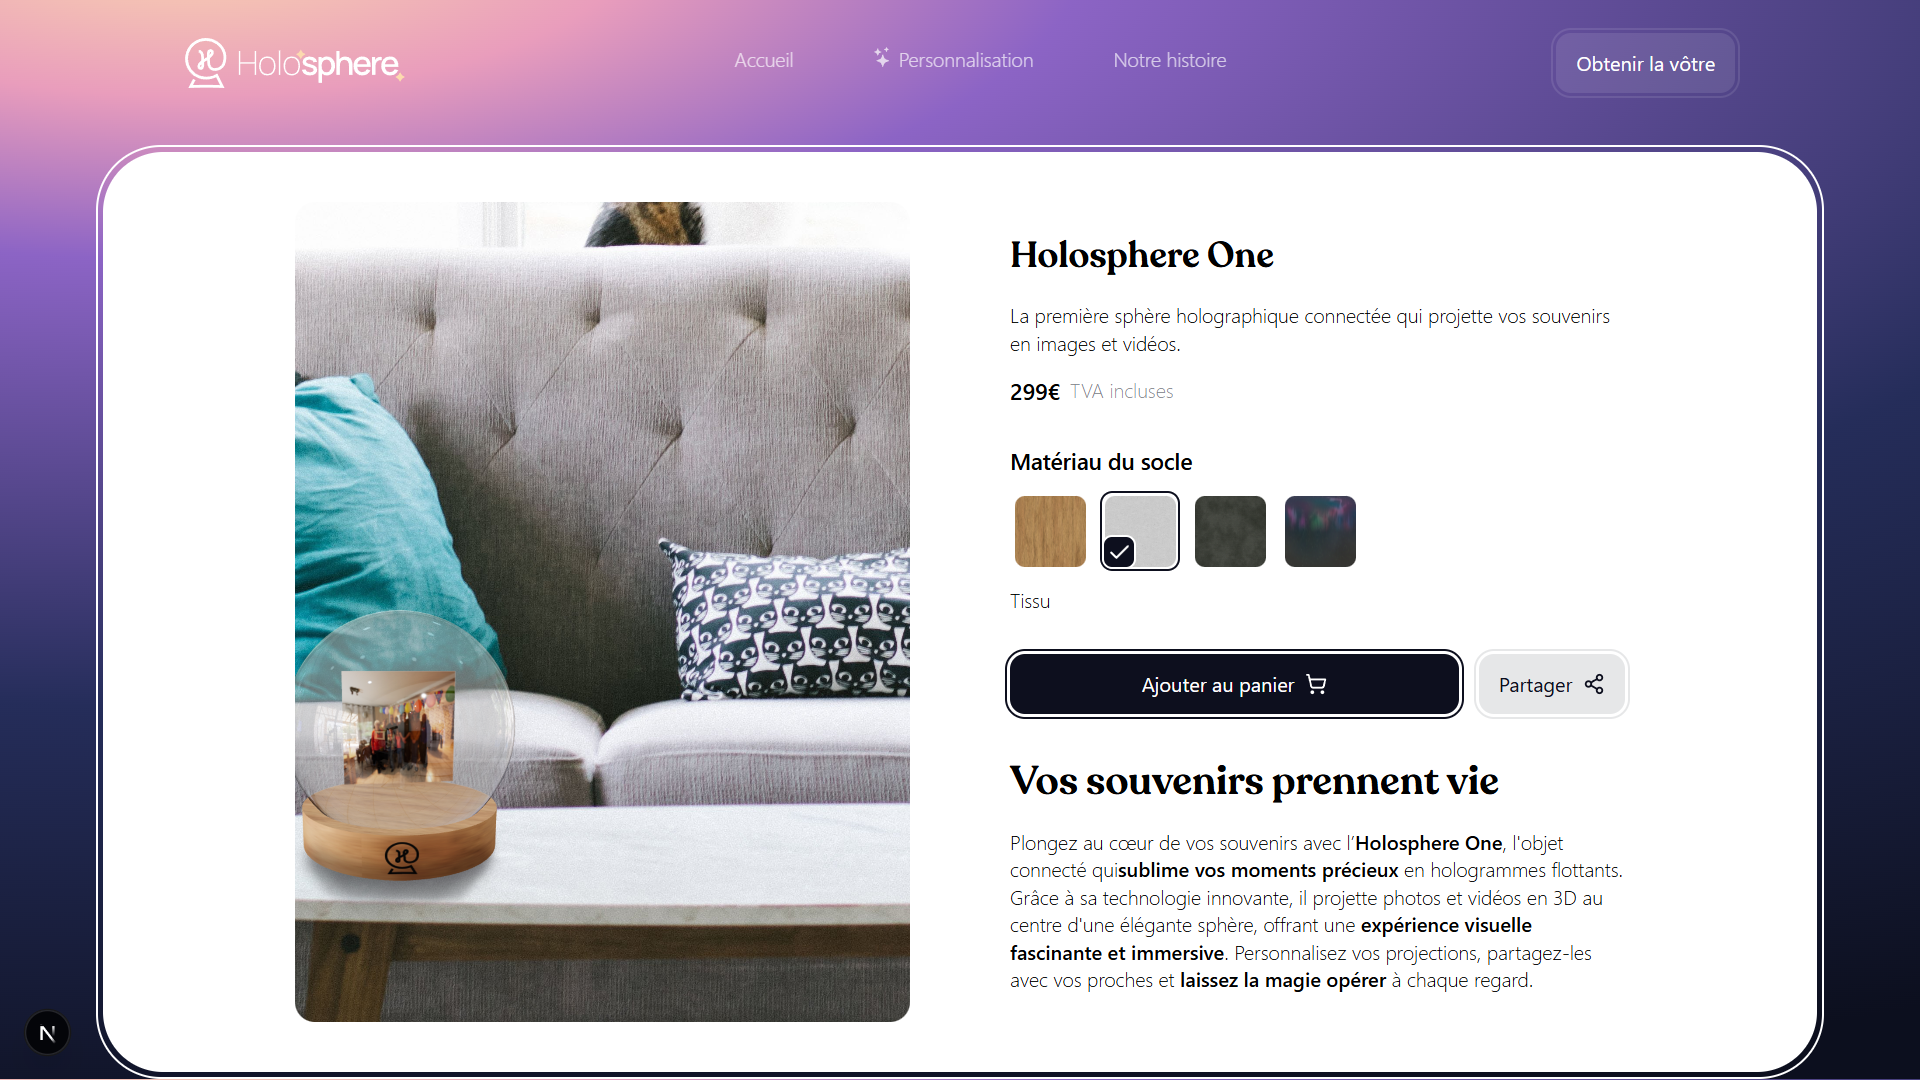 Holosphere
Accueil
Personnalisation
Notre histoire
Obtenir la vôtre
Holosphere One
La première sphère holographique connectée qui projette vos souvenirs
en images et vidéos.
299€ TVA incluses
Matériau du socle
Tissu
Ajouter au panier
Partager
Vos souvenirs prennent vie
Plongez au cœur de vos souvenirs avec l’Holosphere One, l'objet
connecté quisublime vos moments précieux en hologrammes flottants.
Grâce à sa technologie innovante, il projette photos et vidéos en 3D au
centre d'une élégante sphère, offrant une expérience visuelle
fascinante et immersive. Personnalisez vos projections, partagez-les
avec vos proches et laissez la magie opérer à chaque regard.
N